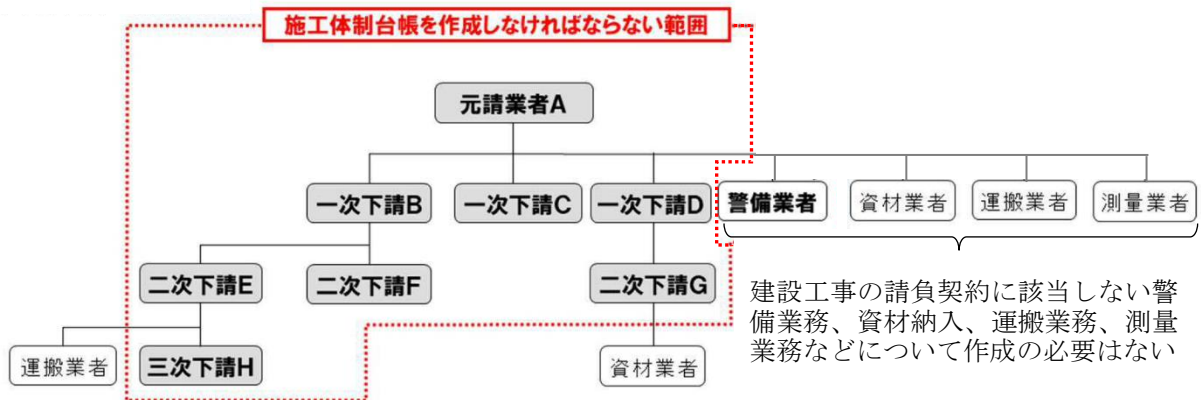 施工体制台帳を作成しなければならない範囲
元請業者A
一次下請B
一次下請C
一次下請D
警備業者
資材業者
運搬業者
測量業者
二次下請E
二次下請F
二次下請G
建設工事の請負契約に該当しない警
備業務、資材納入、運搬業務、測量
業務などについて作成の必要はない
運搬業者
三次下請H
資材業者